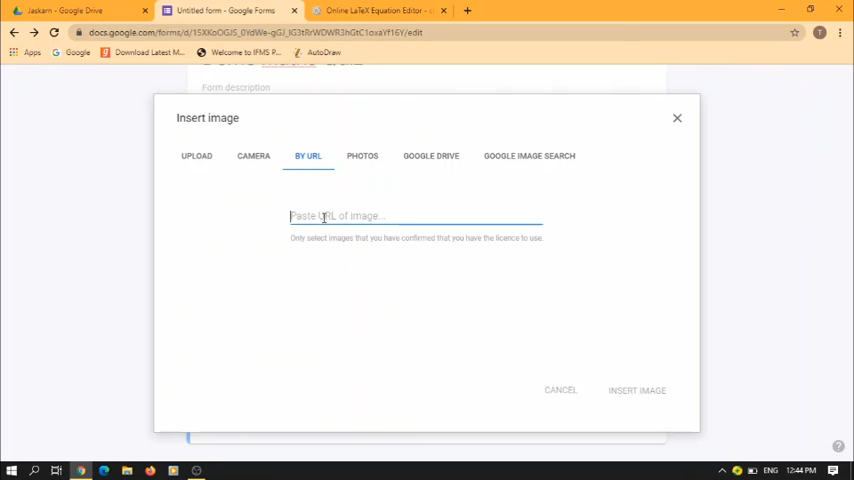 Jaskarn - Google Drive
Untitled form - Google Forms
Online LaTeX Equation Editor - c
docs.google.com/forms/d/15XKoOGJS_0YdWe-gGJ_lG3tRrWDWR3hGtC1oxaYf16Y/edit
T
Apps
Google
Download Latest M...
Welcome to IFMS P...
AutoDraw
Form description
Insert image
UPLOAD
CAMERA
BY URL
PHOTOS
GOOGLE DRIVE
GOOGLE IMAGE SEARCH
Paste URL of image...
Only select images that you have confirmed that you have the licence to use.
CANCEL
INSERT IMAGE
ENG
12:44 PM